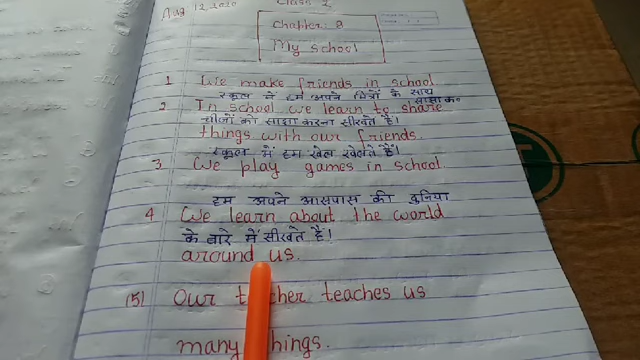 Aug 12, 2020
Class 2
Chapter 8
My School
1 We make friends in school
स्कूल में हम अपने मित्रों के साथ
2 In school we learn to share
चीजों को साझा करना सीखते है।
things with our friends.
स्कूल में हम खेल खेलते हैं।
3 We play games in school.
हम अपने आसपास की दुनिया
4 We learn about the world
के बारे में सीखते है।
around us.
(5) Our teacher teaches us
many things.